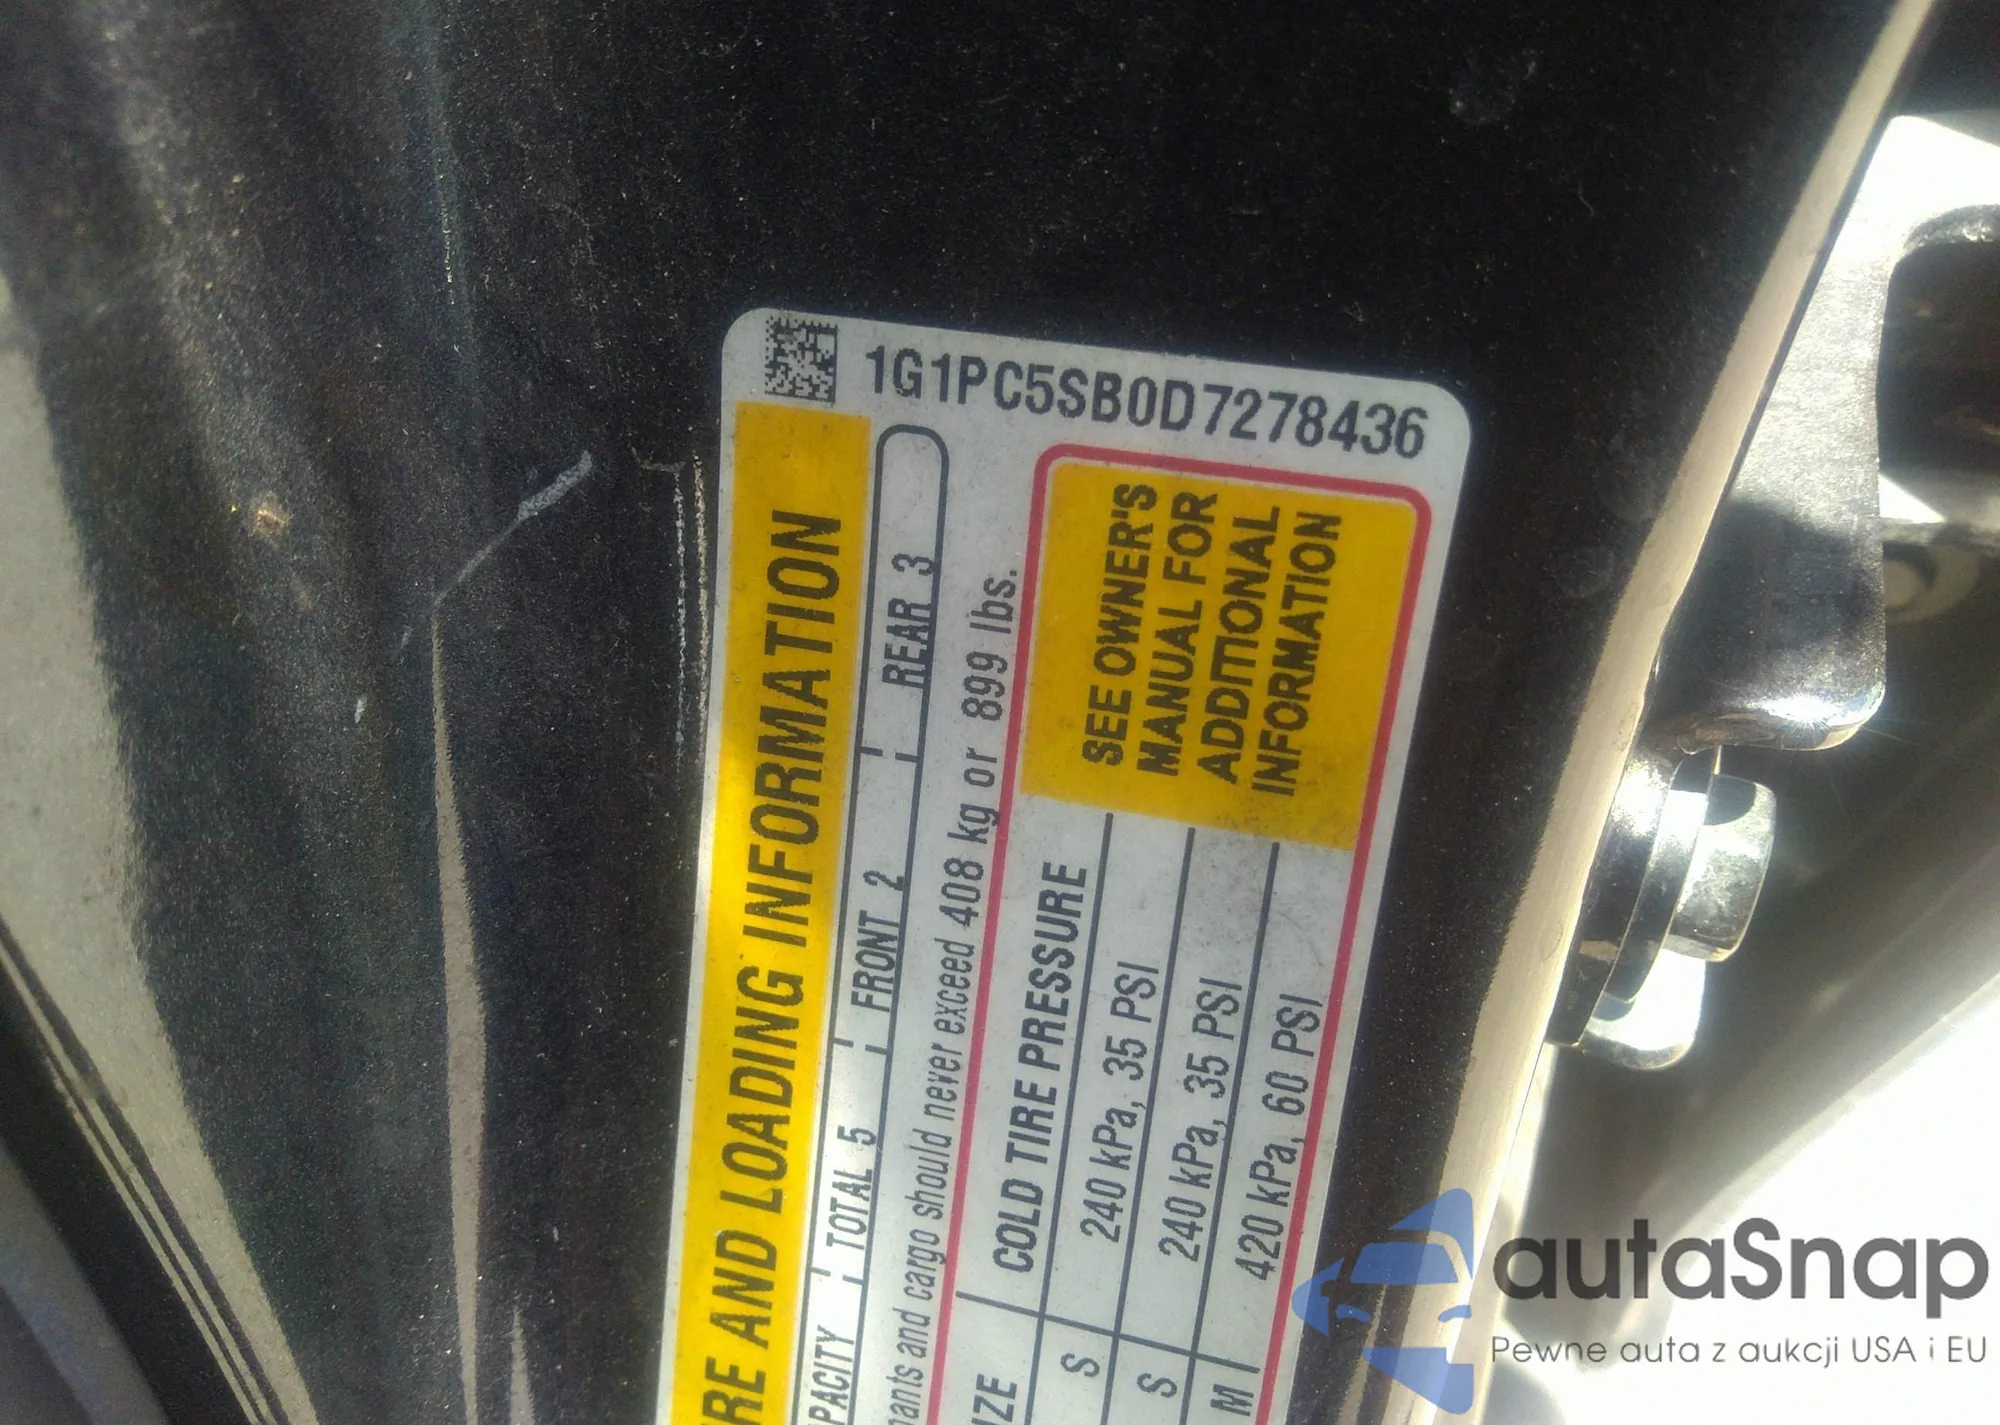 1G1PC5SB0D7278436
RE AND LOADING INFORMATION
PACITY TOTAL 5 FRONT 2 REAR 3
and cargo should never exceed 408 kg or 899 lbs.
IZE COLD TIRE PRESSURE
S 240 kPa, 35 PSI
S 240 kPa, 35 PSI
M 420 kPa, 60 PSI
SEE OWNER'S
MANUAL FOR
ADDITIONAL
INFORMATION
autaSnap
Pewne auta z aukcji USA i EU